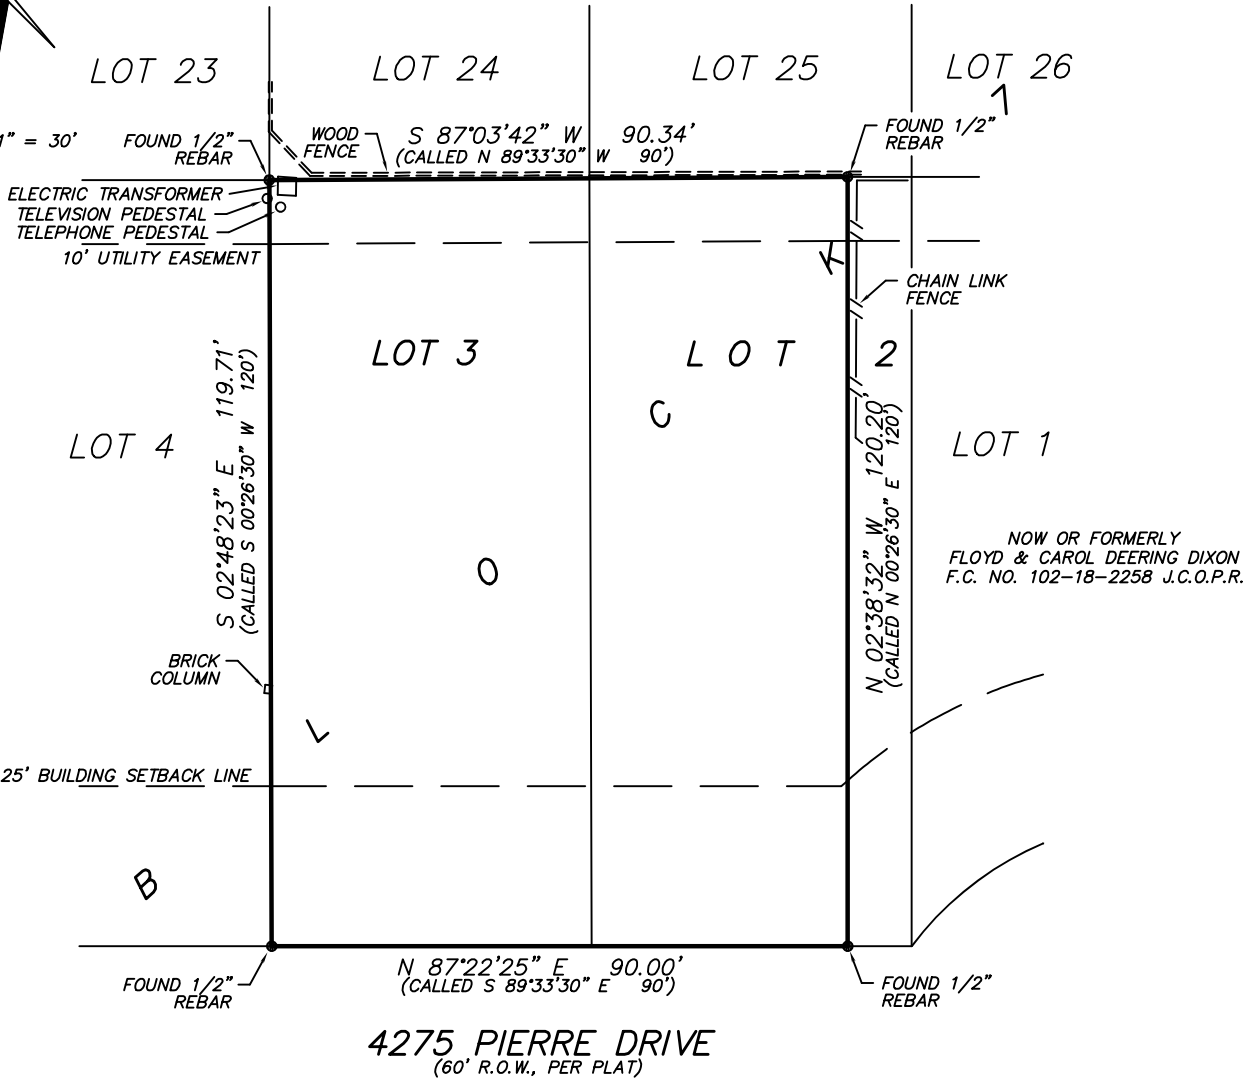 LOT 23
LOT 24
LOT 25
LOT 26
1" = 30'
FOUND 1/2"
REBAR
WOOD
FENCE
S 87°03'42" W 90.34'
(CALLED N 89°33'30" W 90')
FOUND 1/2"
REBAR
7
ELECTRIC TRANSFORMER
TELEVISION PEDESTAL
TELEPHONE PEDESTAL
10' UTILITY EASEMENT
K
CHAIN LINK
FENCE
LOT 3
LOT 2
C
LOT 4
S 02°48'23" E 119.71'
(CALLED S 00°26'30" W 120')
N 02°38'32" W 120.20'
(CALLED N 00°26'30" E 120')
LOT 1
NOW OR FORMERLY
FLOYD & CAROL DEERING DIXON
F.C. NO. 102-18-2258 J.C.O.P.R.
O
BRICK
COLUMN
L
25' BUILDING SETBACK LINE
B
FOUND 1/2"
REBAR
N 87°22'25" E 90.00'
(CALLED S 89°33'30" E 90')
FOUND 1/2"
REBAR
4275 PIERRE DRIVE
(60' R.O.W., PER PLAT)